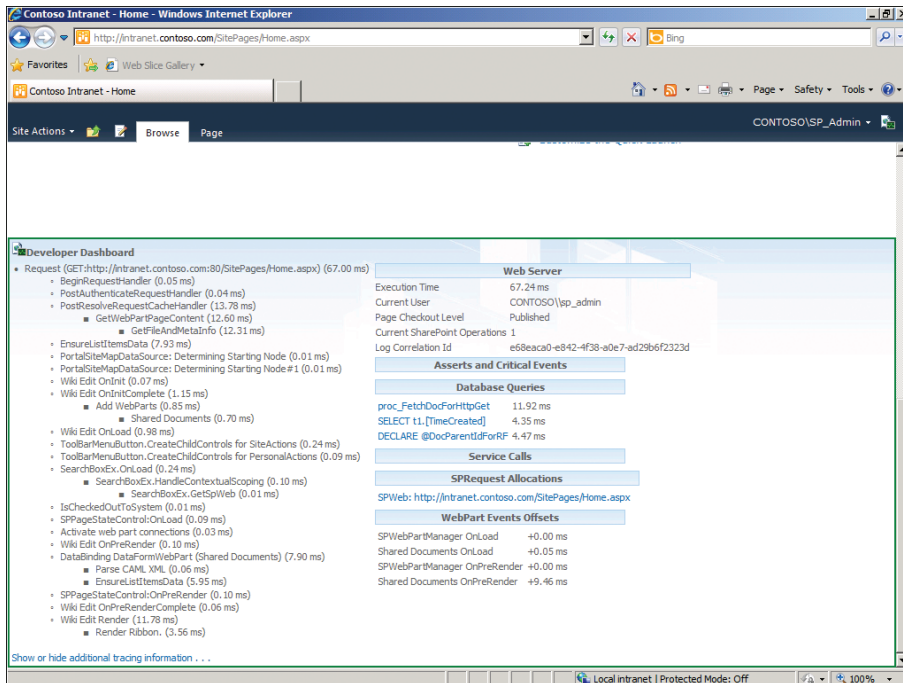 Contoso Intranet - Home - Windows Internet Explorer
http://intranet.contoso.com/SitePages/Home.aspx
Bing
Favorites
Web Slice Gallery
Contoso Intranet - Home
Page
Safety
Tools
Site Actions
Browse
Page
CONTOSO\SP_Admin
Customize the Quick Launch
Developer Dashboard
Request (GET:http://intranet.contoso.com:80/SitePages/Home.aspx) (67.00 ms)
BeginRequestHandler (0.05 ms)
PostAuthenticateRequestHandler (0.04 ms)
PostResolveRequestCacheHandler (13.78 ms)
GetWebPartPageContent (12.60 ms)
GetFileAndMetaInfo (12.31 ms)
EnsureListItemsData (7.93 ms)
PortalSiteMapDataSource: Determining Starting Node (0.01 ms)
PortalSiteMapDataSource: Determining Starting Node#1 (0.01 ms)
Wiki Edit OnInit (0.07 ms)
Wiki Edit OnInitComplete (1.15 ms)
Add WebParts (0.85 ms)
Shared Documents (0.70 ms)
Wiki Edit OnLoad (0.98 ms)
ToolBarMenuButton.CreateChildControls for SiteActions (0.24 ms)
ToolBarMenuButton.CreateChildControls for PersonalActions (0.09 ms)
SearchBoxEx.OnLoad (0.24 ms)
SearchBoxEx.HandleContextualScoping (0.10 ms)
SearchBoxEx.GetSpWeb (0.01 ms)
IsCheckedOutToSystem (0.01 ms)
SPPageStateControl:OnLoad (0.09 ms)
Activate web part connections (0.03 ms)
Wiki Edit OnPreRender (0.10 ms)
DataBinding DataFormWebPart (Shared Documents) (7.90 ms)
Parse CAML XML (0.06 ms)
EnsureListItemsData (5.95 ms)
SPPageStateControl:OnPreRender (0.10 ms)
Wiki Edit OnPreRenderComplete (0.06 ms)
Wiki Edit Render (11.78 ms)
Render Ribbon. (3.56 ms)
Show or hide additional tracing information . . .
Web Server
Execution Time 67.24 ms
Current User CONTOSO\\sp_admin
Page Checkout Level Published
Current SharePoint Operations 1
Log Correlation Id e68eaca0-e842-4f38-a0e7-ad29b6f2323d
Asserts and Critical Events
Database Queries
proc_FetchDocForHttpGet 11.92 ms
SELECT t1.[TimeCreated] 4.35 ms
DECLARE @DocParentIdForRF 4.47 ms
Service Calls
SPRequest Allocations
SPWeb: http://intranet.contoso.com/SitePages/Home.aspx
WebPart Events Offsets
SPWebPartManager OnLoad +0.00 ms
Shared Documents OnLoad +0.05 ms
SPWebPartManager OnPreRender +0.00 ms
Shared Documents OnPreRender +9.46 ms
Local intranet | Protected Mode: Off
100%